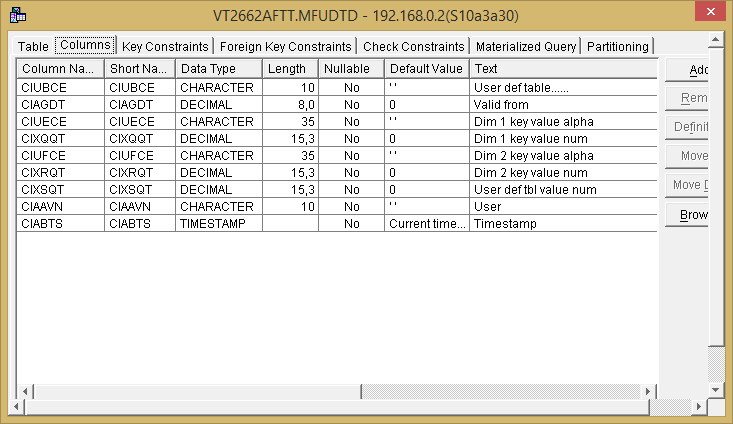 VT2662AFTT.MFUDTD - 192.168.0.2(S10a3a30)
Table Columns Key Constraints Foreign Key Constraints Check Constraints Materialized Query Partitioning
Column Na... Short Na... Data Type Length Nullable Default Value Text
CIUBCE CIUBCE CHARACTER 10 No ' ' User def table......
CIAGDT CIAGDT DECIMAL 8,0 No 0 Valid from
CIUECE CIUECE CHARACTER 35 No ' ' Dim 1 key value alpha
CIXQQT CIXQQT DECIMAL 15,3 No 0 Dim 1 key value num
CIUFCE CIUFCE CHARACTER 35 No ' ' Dim 2 key value alpha
CIXRQT CIXRQT DECIMAL 15,3 No 0 Dim 2 key value num
CIXSQT CIXSQT DECIMAL 15,3 No 0 User def tbl value num
CIAAVN CIAAVN CHARACTER 10 No ' ' User
CIABTS CIABTS TIMESTAMP No Current time... Timestamp
Add
Rem
Definit
Move
Move D
Brow